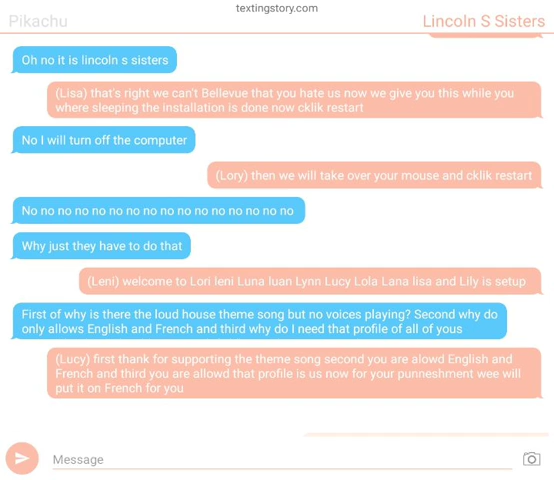 textingstory.com
Pikachu
Lincoln S Sisters
Oh no it is lincoln s sisters
(Lisa) that's right we can't Bellevue that you hate us now we give you this while you
where sleeping the installation is done now cklik restart
No I will turn off the computer
(Lory) then we will take over your mouse and cklik restart
No no no no no no no no no no no no no no no no
Why just they have to do that
(Leni) welcome to Lori leni Luna luan Lynn Lucy Lola Lana lisa and Lily is setup
First of why is there the loud house theme song but no voices playing? Second why do
only allows English and French and third why do I need that profile of all of yous
(Lucy) first thank for supporting the theme song second you are alowd English and
French and third you are allowd that profile is us now for your punneshment wee will
put it on French for you
Message